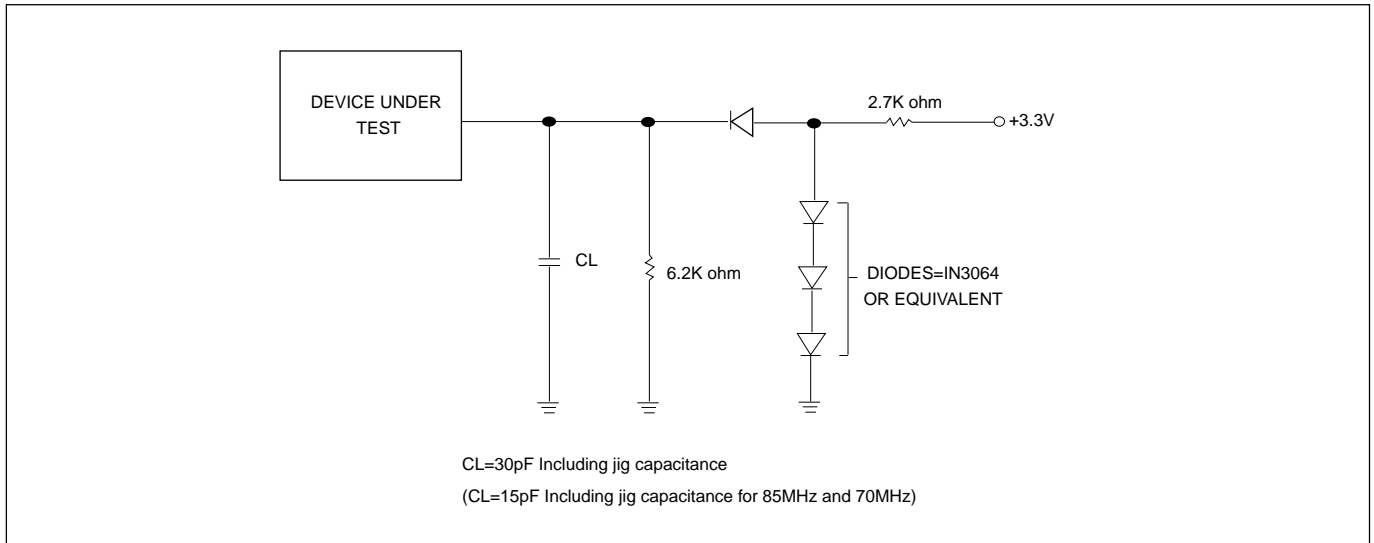 DEVICE UNDER
TEST
2.7K ohm
+3.3V
CL
6.2K ohm
DIODES=IN3064
OR EQUIVALENT
CL=30pF Including jig capacitance
(CL=15pF Including jig capacitance for 85MHz and 70MHz)